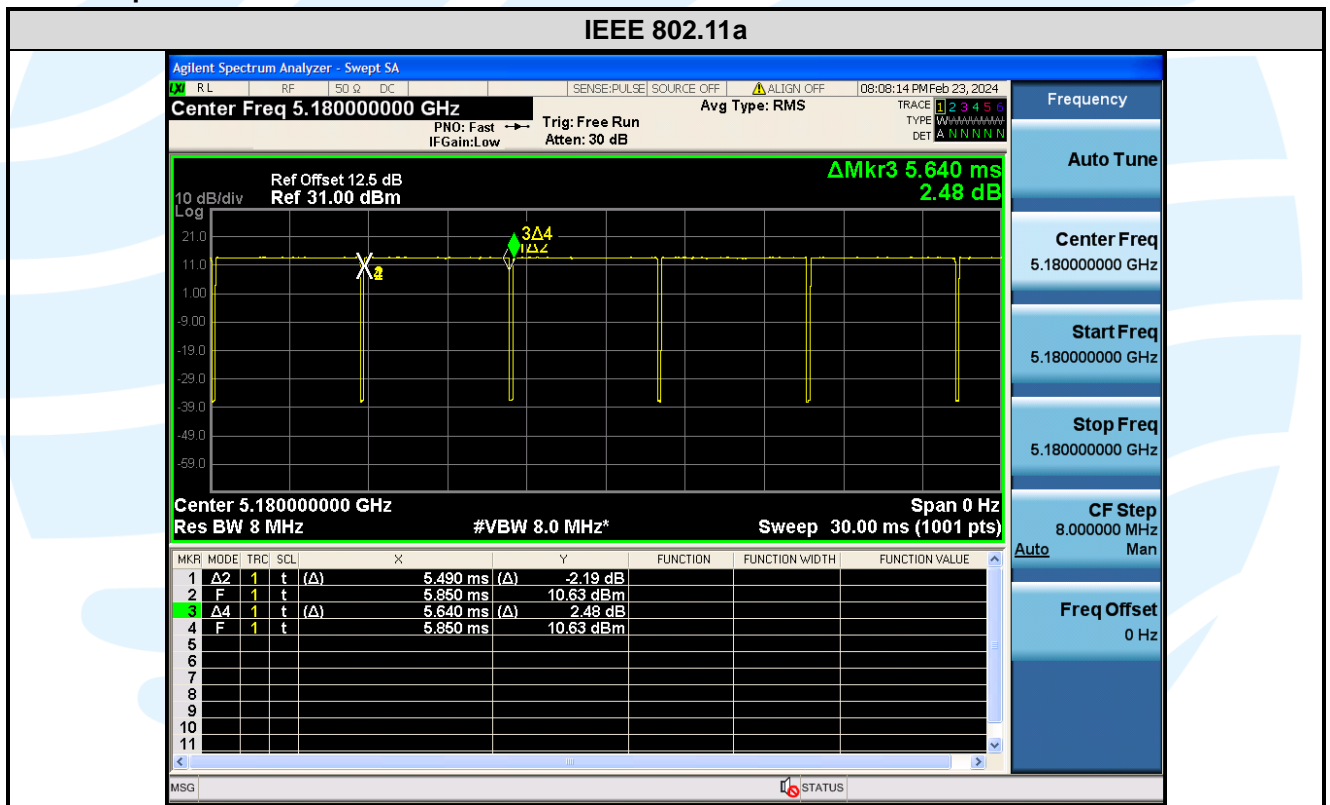 IEEE 802.11a
Agilent Spectrum Analyzer - Swept SA
LXI RL RF 50 Ω DC SENSE:PULSE SOURCE OFF ALIGN OFF 08:08:14 PM Feb 23, 2024
Center Freq 5.180000000 GHz
Avg Type: RMS
TRACE 1 2 3 4 5 6
TYPE
DET A N N N N N
PNO: Fast
IFGain:Low
Trig: Free Run
Atten: 30 dB
ΔMkr3 5.640 ms
2.48 dB
Ref Offset 12.5 dB
10 dB/div Ref 31.00 dBm
Log
21.0
11.0
1.00
-9.00
-19.0
-29.0
-39.0
-49.0
-59.0
3Δ4
1Δ2
Center 5.180000000 GHz Span 0 Hz
Res BW 8 MHz #VBW 8.0 MHz* Sweep 30.00 ms (1001 pts)
MKR MODE TRC SCL X Y FUNCTION FUNCTION WIDTH FUNCTION VALUE
1 Δ2 1 t (Δ) 5.490 ms (Δ) -2.19 dB
2 F 1 t 5.850 ms 10.63 dBm
3 Δ4 1 t (Δ) 5.640 ms (Δ) 2.48 dB
4 F 1 t 5.850 ms 10.63 dBm
5
6
7
8
9
10
11
MSG STATUS
Frequency
Auto Tune
Center Freq
5.180000000 GHz
Start Freq
5.180000000 GHz
Stop Freq
5.180000000 GHz
CF Step
8.000000 MHz
Auto Man
Freq Offset
0 Hz